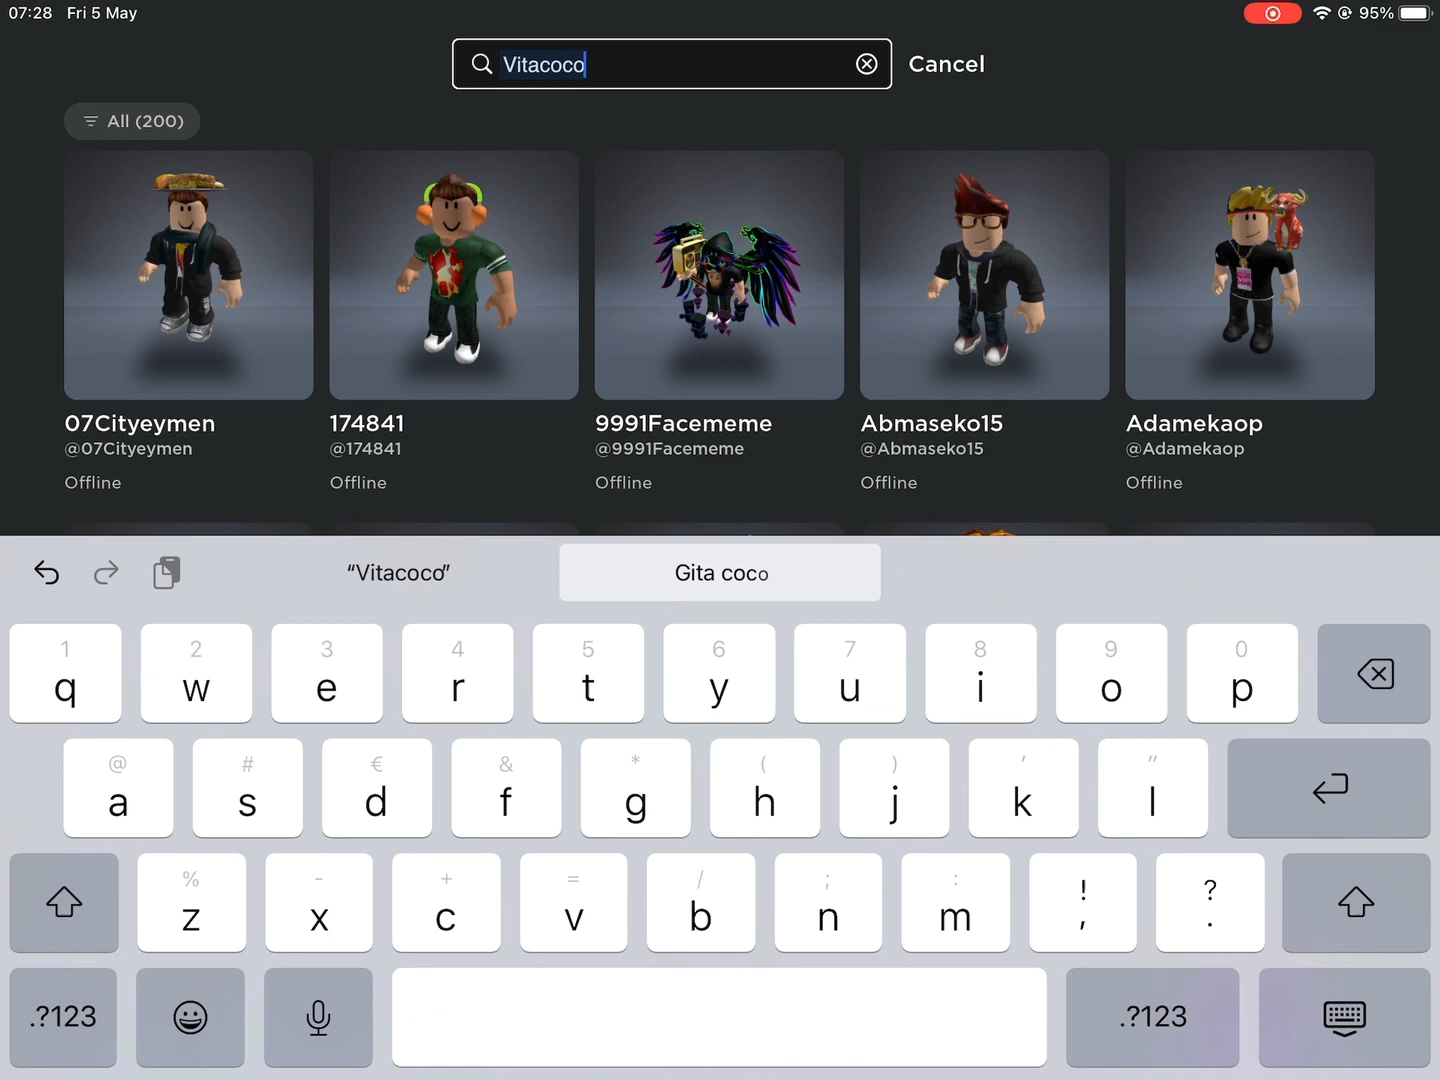 07:28 Fri 5 May 95%
Vitacoco Cancel
All (200)
07Cityeymen 174841 9991Facememe Abmaseko15 Adamekaop
@07Cityeymen @174841 @9991Facememe @Abmaseko15 @Adamekaop
Offline Offline Offline Offline Offline
“Vitacoco” Gita coco
1 2 3 4 5 6 7 8 9 0
q w e r t y u i o p
@ # € & * ( ) ' "
a s d f g h j k l
% - + = / ; : ! ?
z x c v b n m , .
.?123 .?123